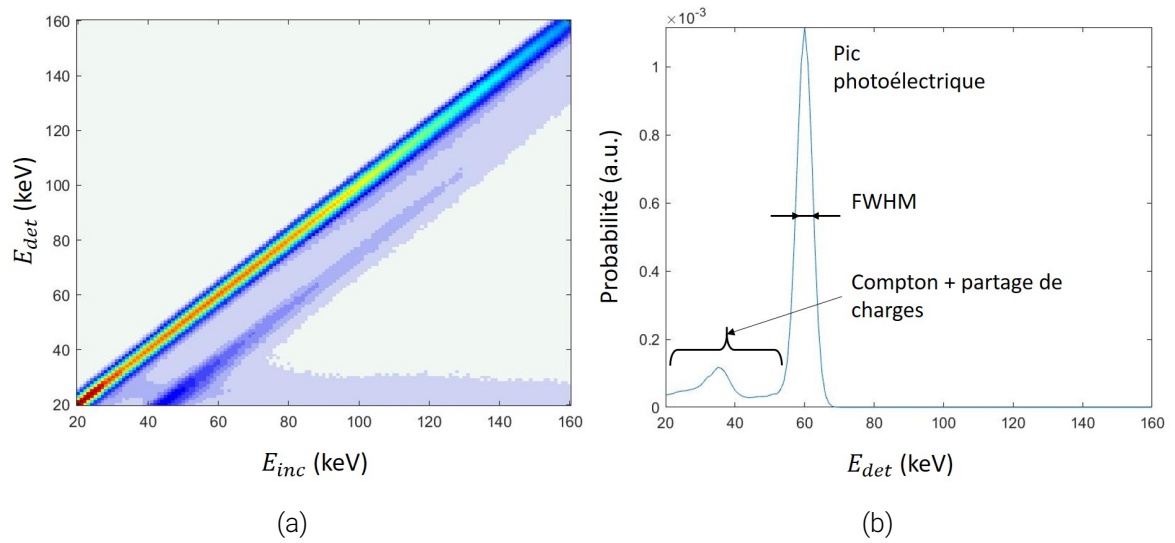 160
140
120
100
80
60
40
20
20
40
60
80
100
120
140
160
E_det (keV)
E_inc (keV)
(a)
×10⁻³
1
0.8
0.6
0.4
0.2
0
20
40
60
80
100
120
140
160
Probabilité (a.u.)
E_det (keV)
Pic
photoélectrique
FWHM
Compton + partage de
charges
(b)